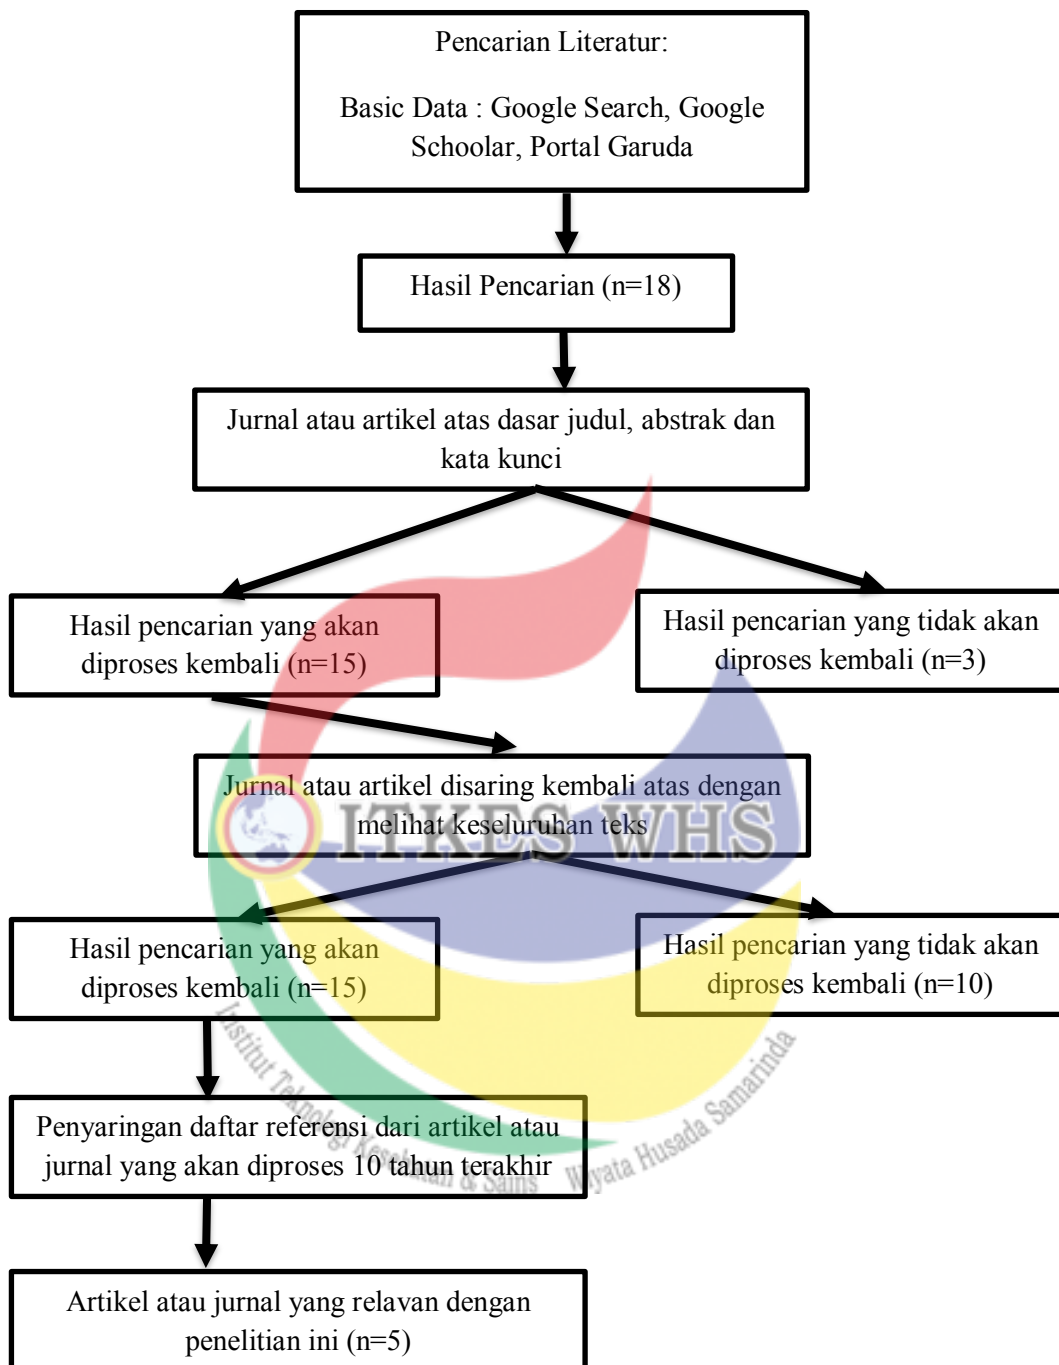 Pencarian Literatur:
Basic Data : Google Search, Google
Schoolar, Portal Garuda
Hasil Pencarian (n=18)
Jurnal atau artikel atas dasar judul, abstrak dan
kata kunci
Hasil pencarian yang akan
diproses kembali (n=15)
Hasil pencarian yang tidak akan
diproses kembali (n=3)
Jurnal atau artikel disaring kembali atas dengan
melihat keseluruhan teks
ITKES WHS
Hasil pencarian yang akan
diproses kembali (n=15)
Hasil pencarian yang tidak akan
diproses kembali (n=10)
Penyaringan daftar referensi dari artikel atau
jurnal yang akan diproses 10 tahun terakhir
Institut Teknologi Kesehatan & Sains Wiyata Husada Samarinda
Artikel atau jurnal yang relavan dengan
penelitian ini (n=5)